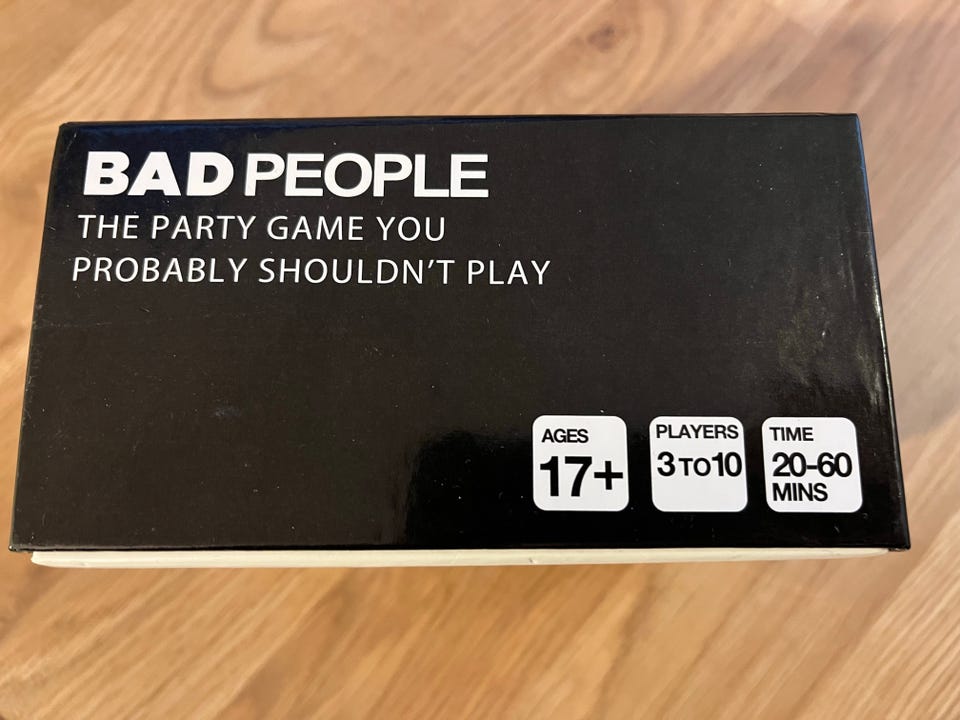 BAD PEOPLE
THE PARTY GAME YOU
PROBABLY SHOULDN'T PLAY
AGES
17+
PLAYERS
3 TO 10
TIME
20-60
MINS